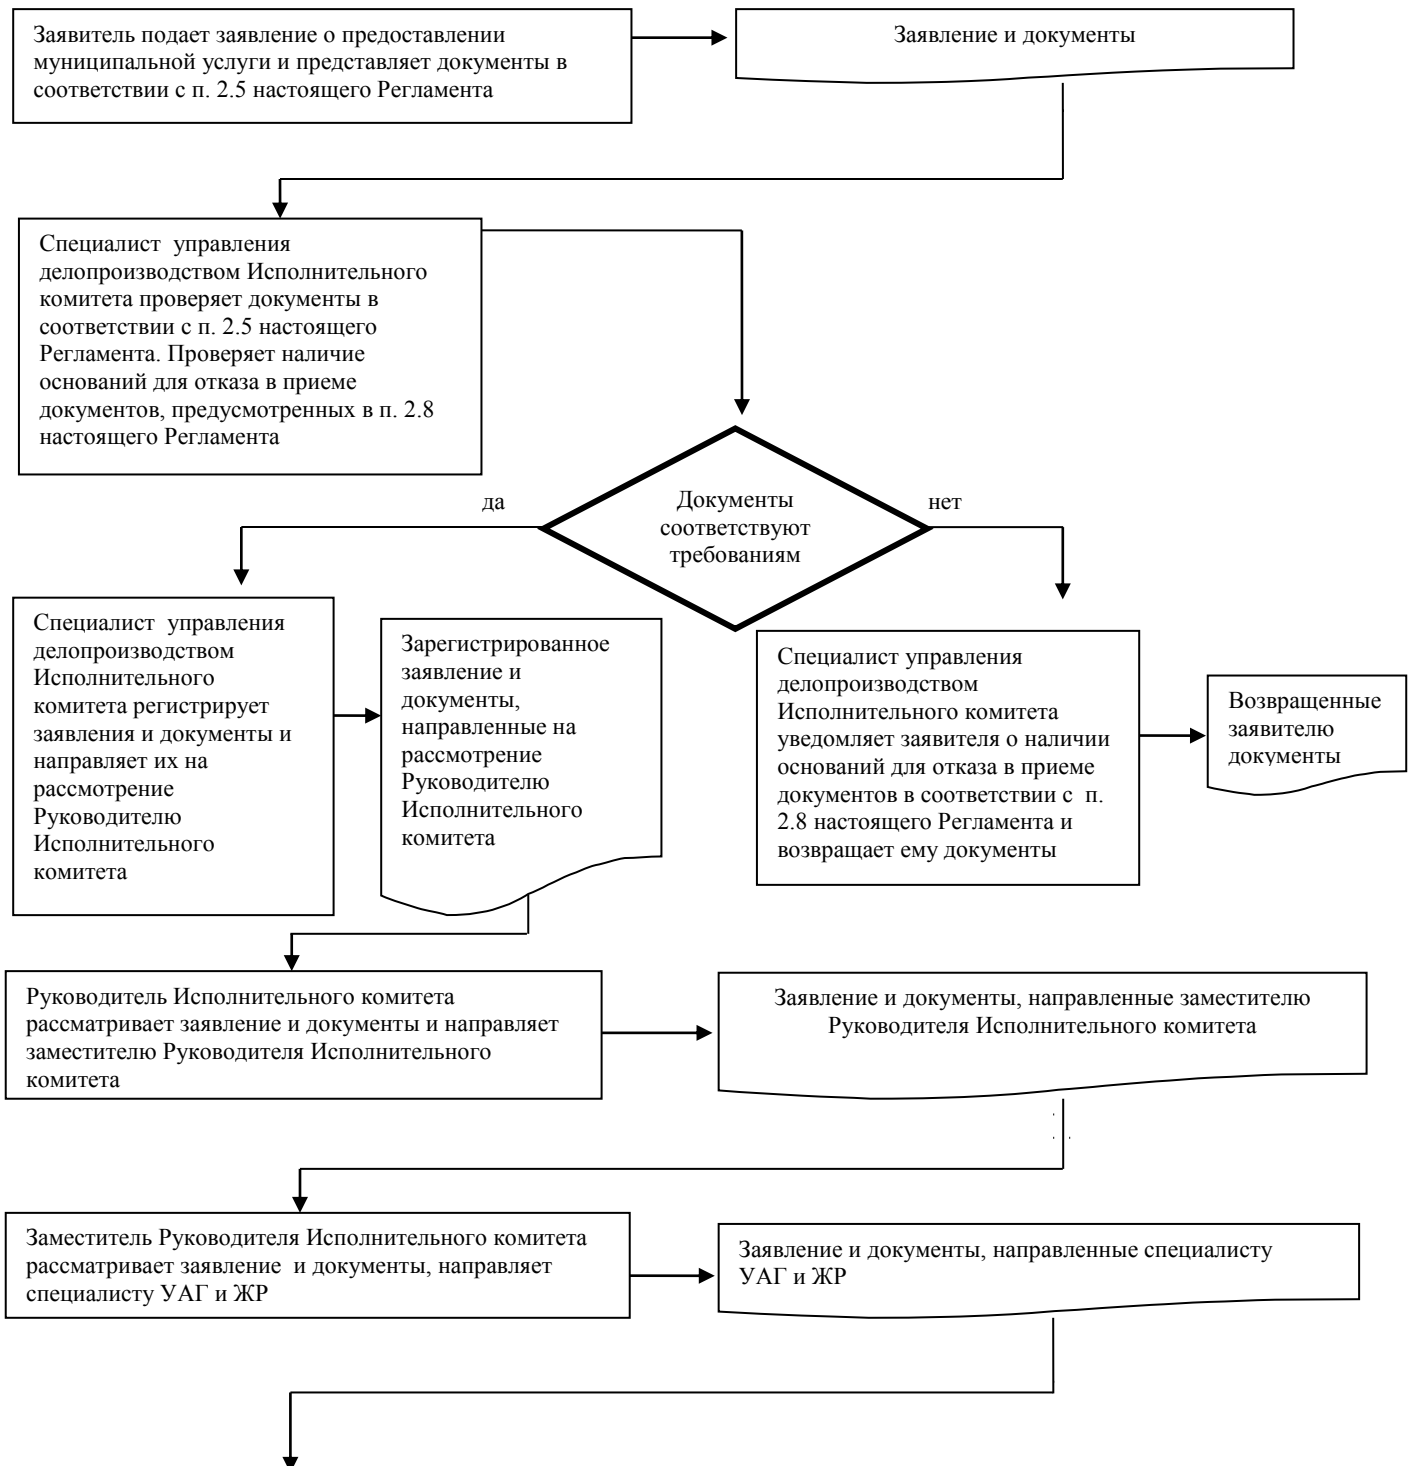 Заявитель подает заявление о предоставлении
муниципальной услуги и представляет документы в
соответствии с п. 2.5 настоящего Регламента
Заявление и документы
Специалист  управления
делопроизводством Исполнительного
комитета проверяет документы в
соответствии с п. 2.5 настоящего
Регламента. Проверяет наличие
оснований для отказа в приеме
документов, предусмотренных в п. 2.8
настоящего Регламента
да
Документы
соответствуют
требованиям
нет
Специалист  управления
делопроизводством
Исполнительного
комитета регистрирует
заявления и документы и
направляет их на
рассмотрение
Руководителю
Исполнительного
комитета
Зарегистрированное
заявление и
документы,
направленные на
рассмотрение
Руководителю
Исполнительного
комитета
Специалист управления
делопроизводством
Исполнительного комитета
уведомляет заявителя о наличии
оснований для отказа в приеме
документов в соответствии с  п.
2.8 настоящего Регламента и
возвращает ему документы
Возвращенные
заявителю
документы
Руководитель Исполнительного комитета
рассматривает заявление и документы и направляет
заместителю Руководителя Исполнительного
комитета
Заявление и документы, направленные заместителю
Руководителя Исполнительного комитета
Заместитель Руководителя Исполнительного комитета
рассматривает заявление  и документы, направляет
специалисту УАГ и ЖР
Заявление и документы, направленные специалисту
УАГ и ЖР